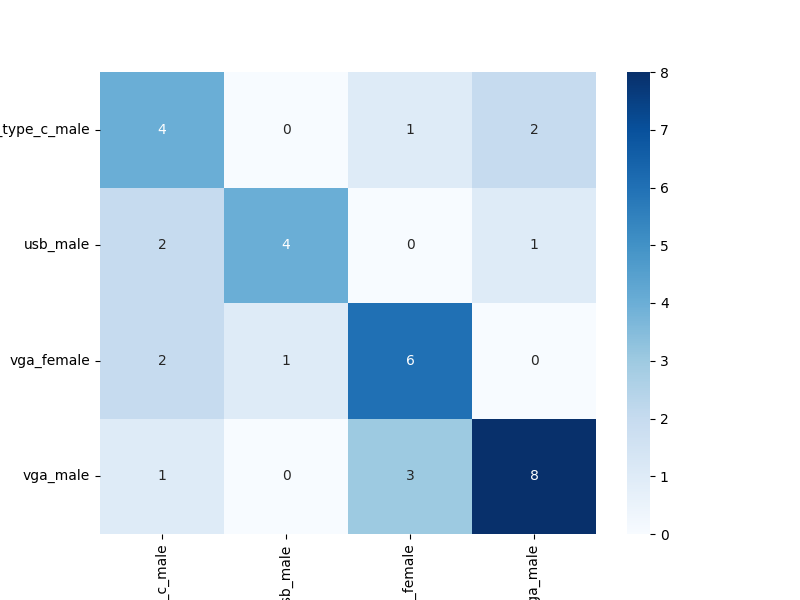 _type_c_male
4 0 1 2
usb_male
2 4 0 1
vga_female
2 1 6 0
vga_male
1 0 3 8
_c_male
sb_male
_female
ga_male
8
7
6
5
4
3
2
1
0